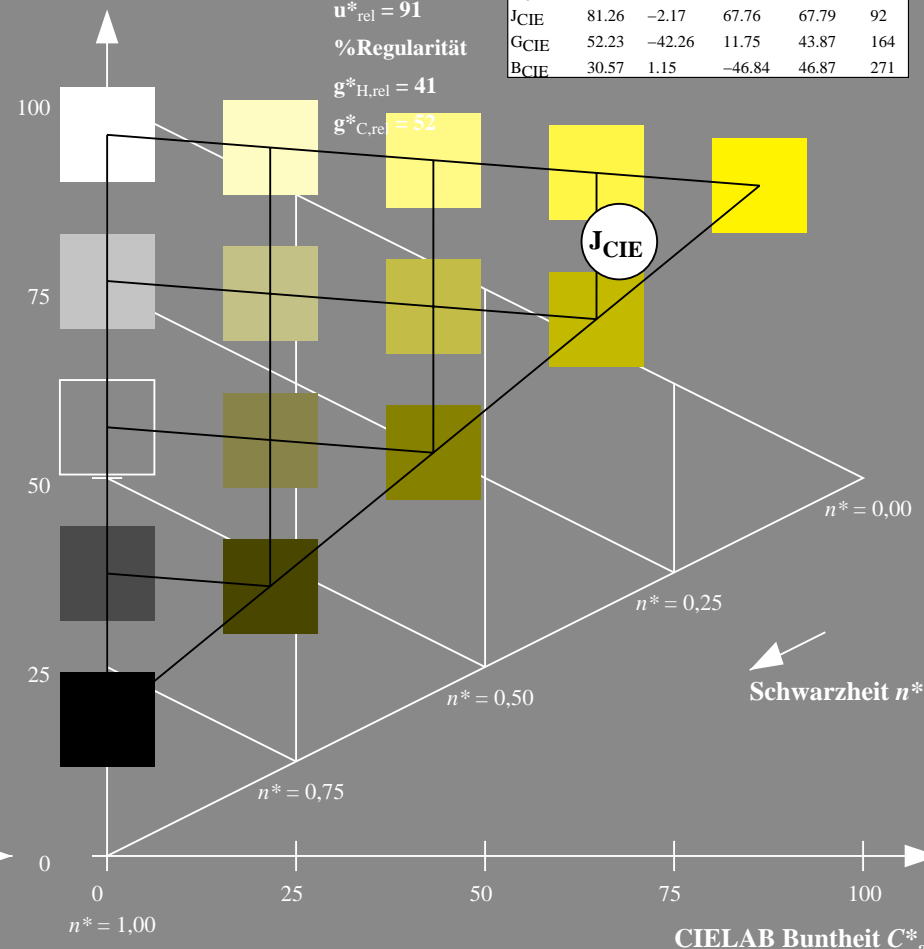 u*rel = 91
%Regularität
g*H,rel = 41
g*C,rel = 52
JCIE 81.26 −2.17 67.76 67.79 92
GCIE 52.23 −42.26 11.75 43.87 164
BCIE 30.57 1.15 −46.84 46.87 271
100
75
50
25
0
JCIE
n* = 0,00
n* = 0,25
n* = 0,50
n* = 0,75
n* = 1,00
Schwarzheit n*
0 25 50 75 100
CIELAB Buntheit C*